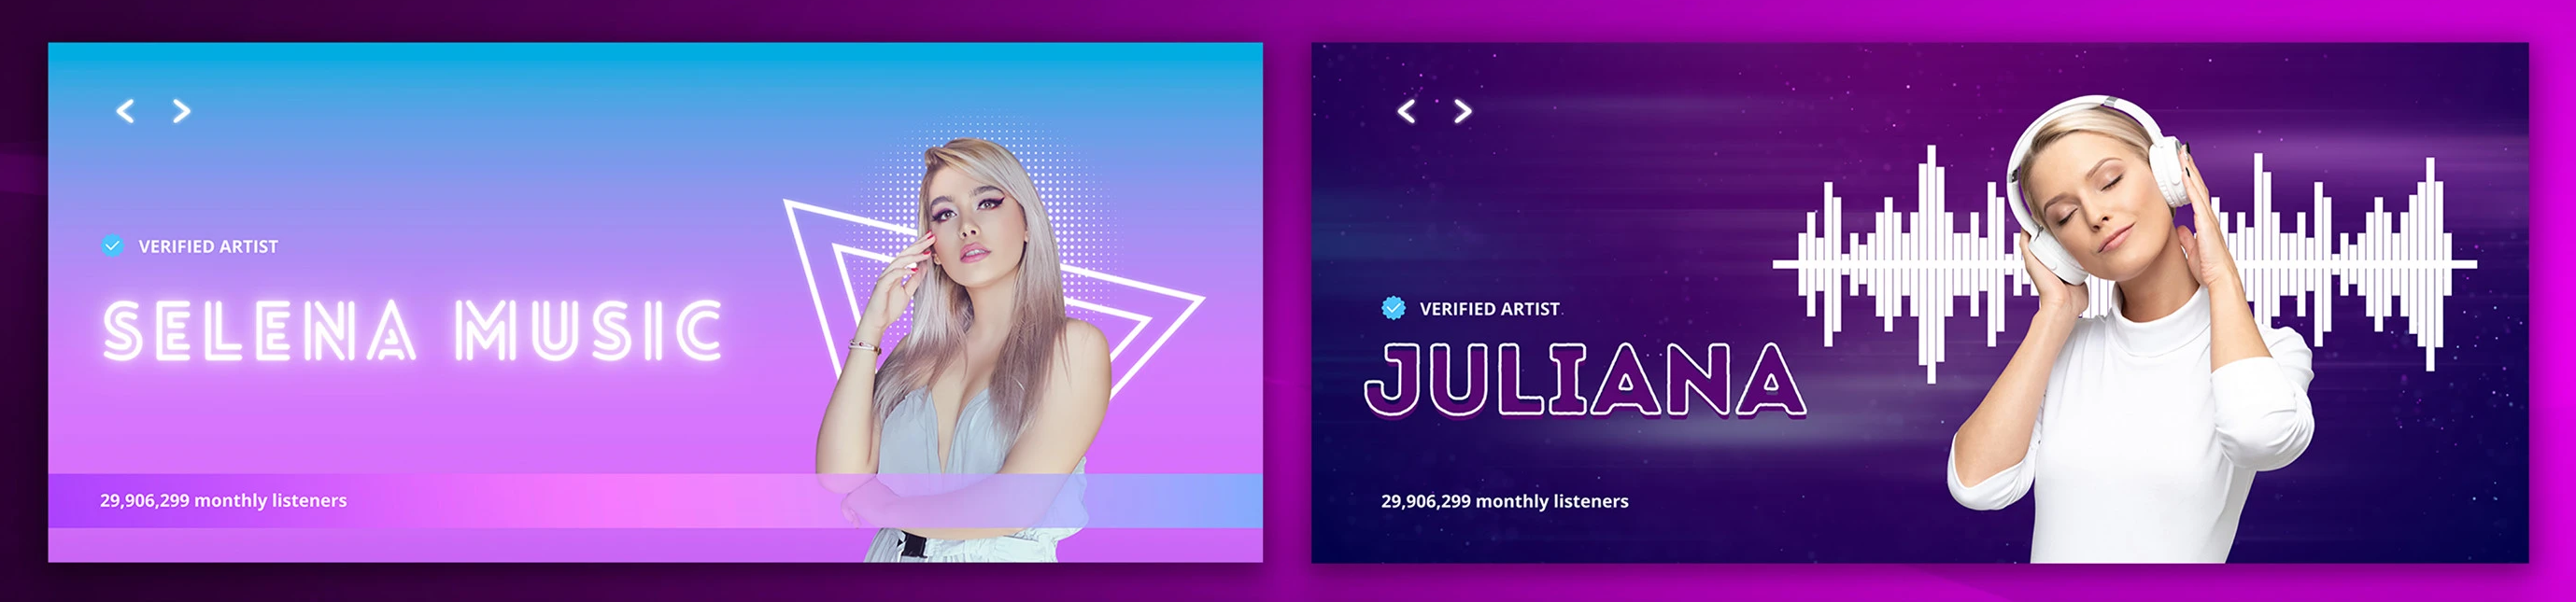 < >
VERIFIED ARTIST
SELENA MUSIC
29,906,299 monthly listeners
< >
VERIFIED ARTIST
JULIANA
29,906,299 monthly listeners